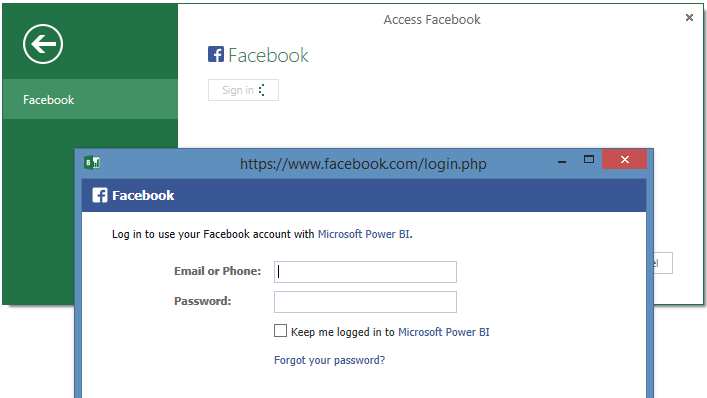 Access Facebook
Facebook
Sign in
Facebook
https://www.facebook.com/login.php
Facebook
Log in to use your Facebook account with Microsoft Power BI.
Email or Phone:
Password:
Keep me logged in to Microsoft Power BI
Forgot your password?